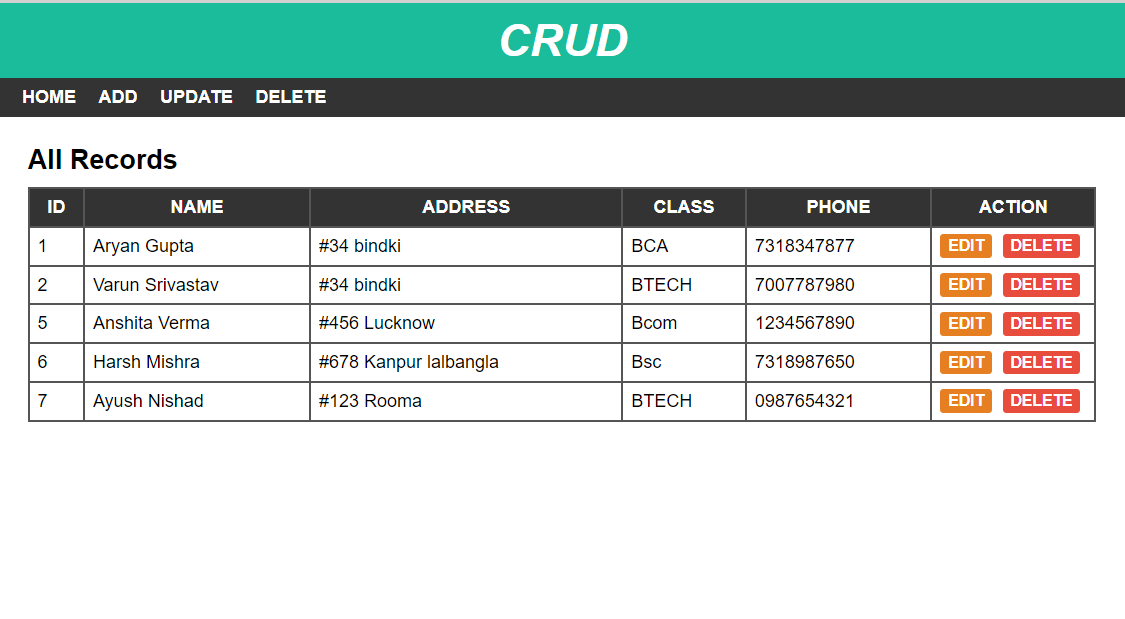 CRUD
HOME ADD UPDATE DELETE
All Records
ID NAME ADDRESS CLASS PHONE ACTION
1 Aryan Gupta #34 bindki BCA 7318347877 EDIT DELETE
2 Varun Srivastav #34 bindki BTECH 7007787980 EDIT DELETE
5 Anshita Verma #456 Lucknow Bcom 1234567890 EDIT DELETE
6 Harsh Mishra #678 Kanpur lalbangla Bsc 7318987650 EDIT DELETE
7 Ayush Nishad #123 Rooma BTECH 0987654321 EDIT DELETE